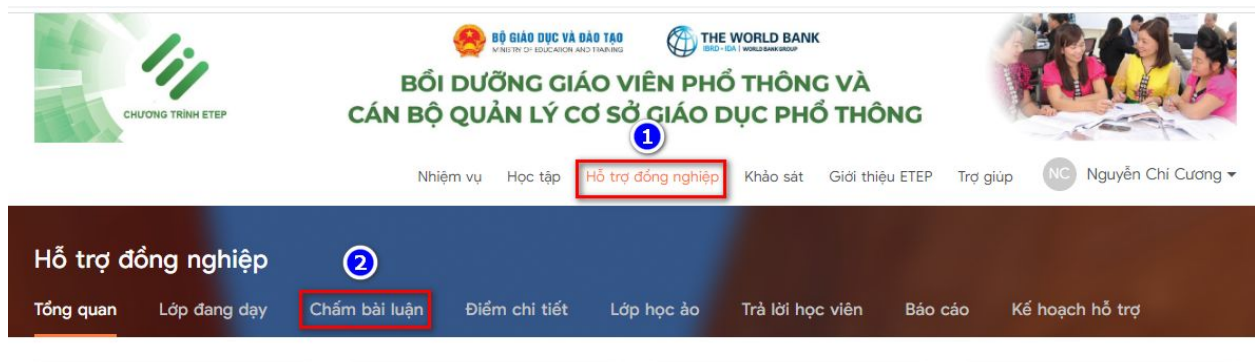 BỘ GIÁO DỤC VÀ ĐÀO TẠO
MINISTRY OF EDUCATION AND TRAINING
THE WORLD BANK
IBRD • IDA | WORLD BANK GROUP
CHƯƠNG TRÌNH ETEP
BỒI DƯỠNG GIÁO VIÊN PHỔ THÔNG VÀ
CÁN BỘ QUẢN LÝ CƠ SỞ GIÁO DỤC PHỔ THÔNG
1
Nhiệm vụ Học tập Hỗ trợ đồng nghiệp Khảo sát Giới thiệu ETEP Trợ giúp NC Nguyễn Chí Cương
Hỗ trợ đồng nghiệp
2
Tổng quan Lớp đang dạy Chấm bài luận Điểm chi tiết Lớp học ảo Trả lời học viên Báo cáo Kế hoạch hỗ trợ